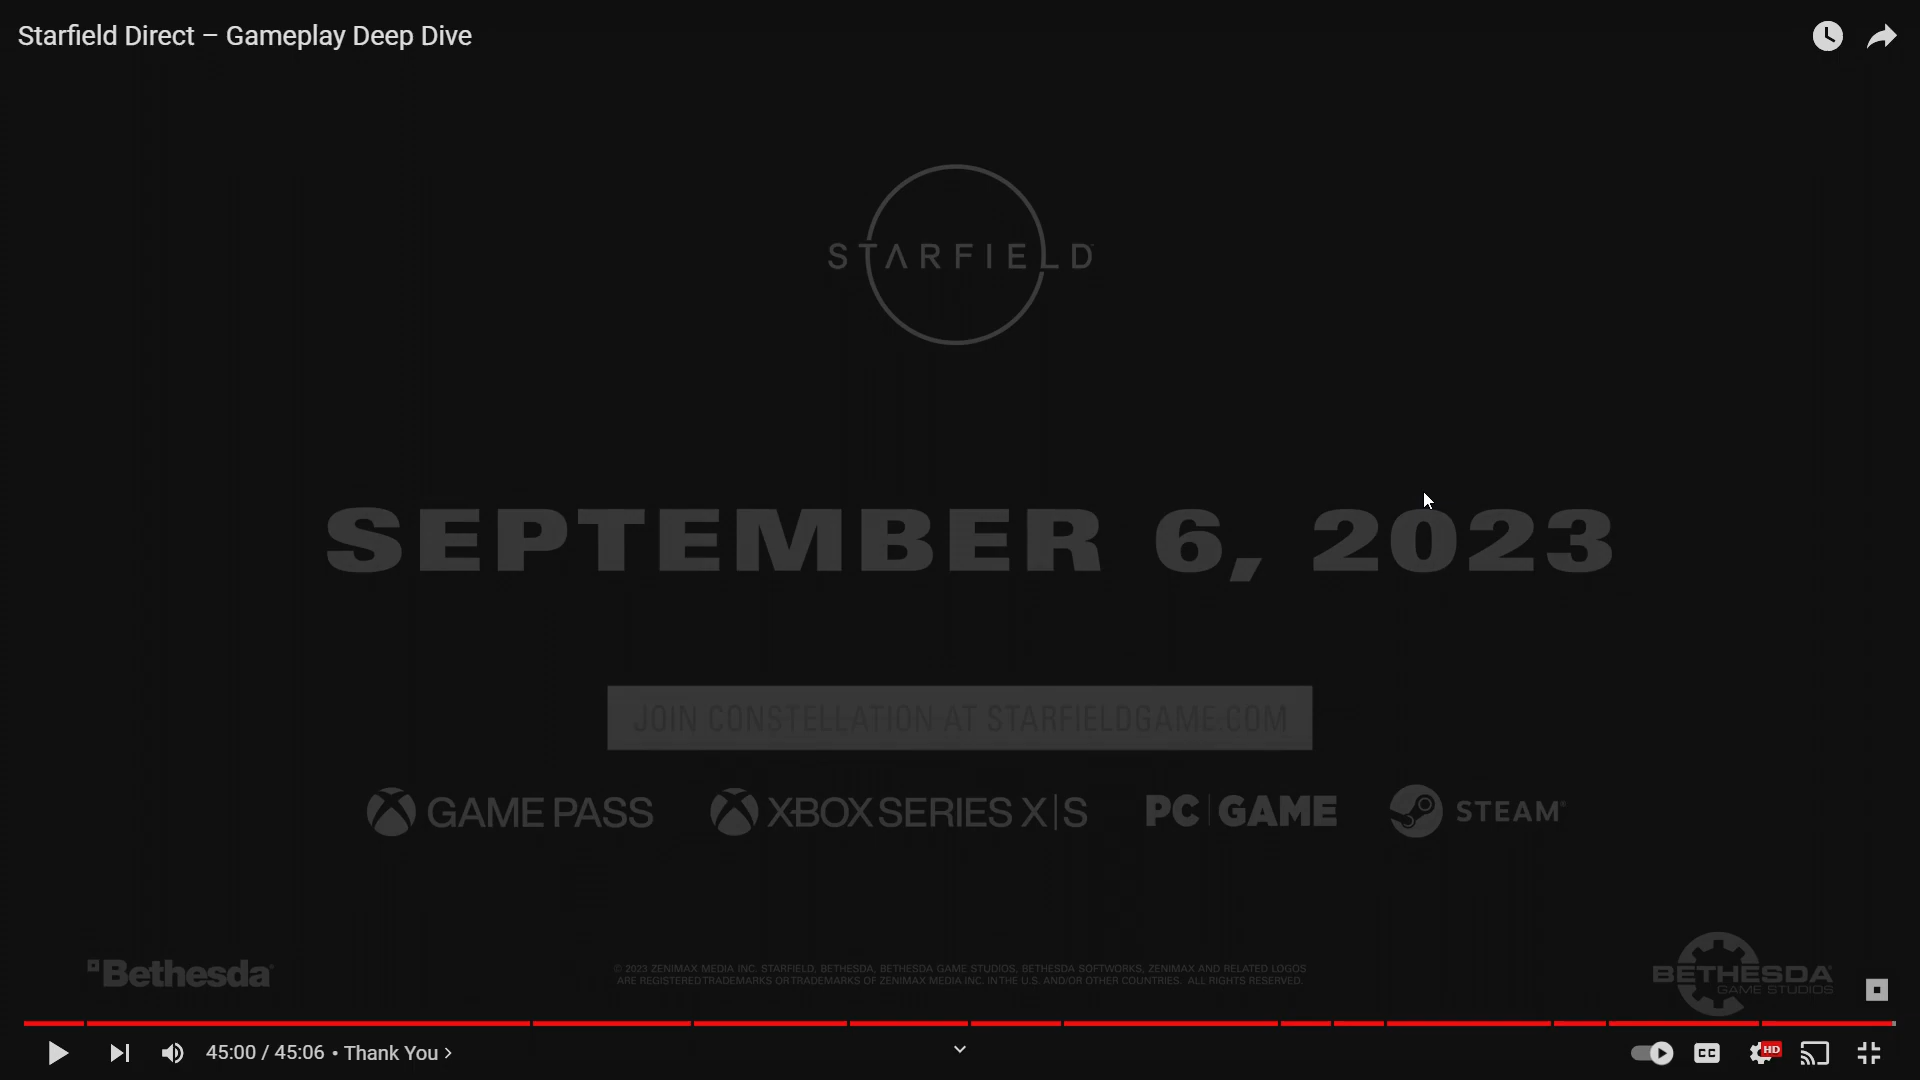 Starfield Direct – Gameplay Deep Dive
STARFIELD
SEPTEMBER 6, 2023
JOIN CONSTELLATION AT STARFIELDGAME.COM
GAME PASS
XBOX SERIES X|S
PC | GAME
STEAM®
Bethesda®
© 2023 ZENIMAX MEDIA INC. STARFIELD, BETHESDA, BETHESDA GAME STUDIOS, BETHESDA SOFTWORKS, ZENIMAX AND RELATED LOGOS
ARE REGISTERED TRADEMARKS OR TRADEMARKS OF ZENIMAX MEDIA INC. IN THE U.S. AND/OR OTHER COUNTRIES. ALL RIGHTS RESERVED.
BETHESDA
GAME STUDIOS
45:00 / 45:06 • Thank You
CC
HD